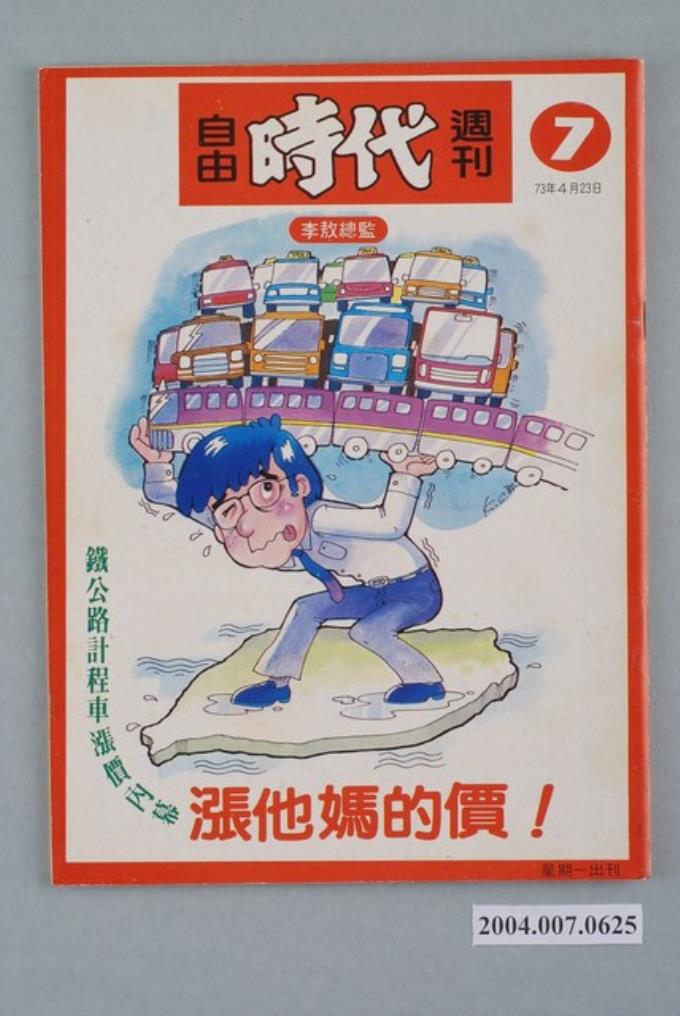 自由時代週刊
7
73年4月23日
李敖總監
鐵公路計程車漲價內幕
漲他媽的價！
星期一出刊
2004.007.0625